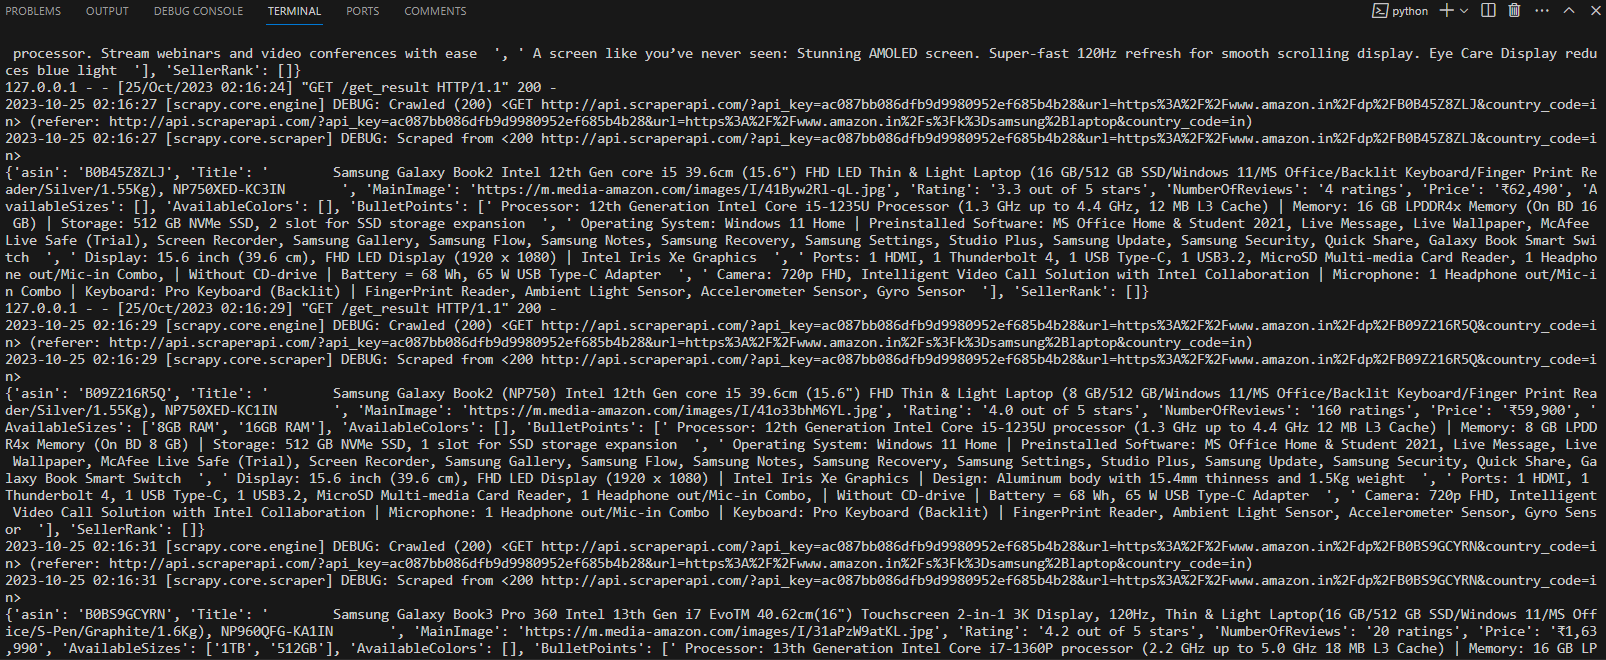 PROBLEMS OUTPUT DEBUG CONSOLE TERMINAL PORTS COMMENTS python
processor. Stream webinars and video conferences with ease  ', ' A screen like you’ve never seen: Stunning AMOLED screen. Super-fast 120Hz refresh for smooth scrolling display. Eye Care Display redu
ces blue light  '], 'SellerRank': []}
127.0.0.1 - - [25/Oct/2023 02:16:24] "GET /get_result HTTP/1.1" 200 -
2023-10-25 02:16:27 [scrapy.core.engine] DEBUG: Crawled (200) <GET http://api.scraperapi.com/?api_key=ac087bb086dfb9d9980952ef685b4b28&url=https%3A%2F%2Fwww.amazon.in%2Fdp%2FB0B45Z8ZLJ&country_code=i
n> (referer: http://api.scraperapi.com/?api_key=ac087bb086dfb9d9980952ef685b4b28&url=https%3A%2F%2Fwww.amazon.in%2Fs%3Fk%3Dsamsung%2Blaptop&country_code=in)
2023-10-25 02:16:27 [scrapy.core.scraper] DEBUG: Scraped from <200 http://api.scraperapi.com/?api_key=ac087bb086dfb9d9980952ef685b4b28&url=https%3A%2F%2Fwww.amazon.in%2Fdp%2FB0B45Z8ZLJ&country_code=i
n>
{'asin': 'B0B45Z8ZLJ', 'Title': '        Samsung Galaxy Book2 Intel 12th Gen core i5 39.6cm (15.6") FHD LED Thin & Light Laptop (16 GB/512 GB SSD/Windows 11/MS Office/Backlit Keyboard/Finger Print Re
ader/Silver/1.55Kg), NP750XED-KC3IN       ', 'MainImage': 'https://m.media-amazon.com/images/I/41Byw2Rl-qL.jpg', 'Rating': '3.3 out of 5 stars', 'NumberOfReviews': '4 ratings', 'Price': '₹62,490', 'A
vailableSizes': [], 'AvailableColors': [], 'BulletPoints': [' Processor: 12th Generation Intel Core i5-1235U Processor (1.3 GHz up to 4.4 GHz, 12 MB L3 Cache) | Memory: 16 GB LPDDR4x Memory (On BD 16
GB) | Storage: 512 GB NVMe SSD, 2 slot for SSD storage expansion  ', ' Operating System: Windows 11 Home | Preinstalled Software: MS Office Home & Student 2021, Live Message, Live Wallpaper, McAfee
Live Safe (Trial), Screen Recorder, Samsung Gallery, Samsung Flow, Samsung Notes, Samsung Recovery, Samsung Settings, Studio Plus, Samsung Update, Samsung Security, Quick Share, Galaxy Book Smart Swi
tch  ', ' Display: 15.6 inch (39.6 cm), FHD LED Display (1920 x 1080) | Intel Iris Xe Graphics  ', ' Ports: 1 HDMI, 1 Thunderbolt 4, 1 USB Type-C, 1 USB3.2, MicroSD Multi-media Card Reader, 1 Headpho
ne out/Mic-in Combo, | Without CD-drive | Battery = 68 Wh, 65 W USB Type-C Adapter  ', ' Camera: 720p FHD, Intelligent Video Call Solution with Intel Collaboration | Microphone: 1 Headphone out/Mic-i
n Combo | Keyboard: Pro Keyboard (Backlit) | FingerPrint Reader, Ambient Light Sensor, Accelerometer Sensor, Gyro Sensor  '], 'SellerRank': []}
127.0.0.1 - - [25/Oct/2023 02:16:29] "GET /get_result HTTP/1.1" 200 -
2023-10-25 02:16:29 [scrapy.core.engine] DEBUG: Crawled (200) <GET http://api.scraperapi.com/?api_key=ac087bb086dfb9d9980952ef685b4b28&url=https%3A%2F%2Fwww.amazon.in%2Fdp%2FB09Z216R5Q&country_code=i
n> (referer: http://api.scraperapi.com/?api_key=ac087bb086dfb9d9980952ef685b4b28&url=https%3A%2F%2Fwww.amazon.in%2Fs%3Fk%3Dsamsung%2Blaptop&country_code=in)
2023-10-25 02:16:29 [scrapy.core.scraper] DEBUG: Scraped from <200 http://api.scraperapi.com/?api_key=ac087bb086dfb9d9980952ef685b4b28&url=https%3A%2F%2Fwww.amazon.in%2Fdp%2FB09Z216R5Q&country_code=i
n>
{'asin': 'B09Z216R5Q', 'Title': '        Samsung Galaxy Book2 (NP750) Intel 12th Gen core i5 39.6cm (15.6") FHD Thin & Light Laptop (8 GB/512 GB/Windows 11/MS Office/Backlit Keyboard/Finger Print Rea
der/Silver/1.55Kg), NP750XED-KC1IN       ', 'MainImage': 'https://m.media-amazon.com/images/I/41o33bhM6YL.jpg', 'Rating': '4.0 out of 5 stars', 'NumberOfReviews': '160 ratings', 'Price': '₹59,900', '
AvailableSizes': ['8GB RAM', '16GB RAM'], 'AvailableColors': [], 'BulletPoints': [' Processor: 12th Generation Intel Core i5-1235U processor (1.3 GHz up to 4.4 GHz 12 MB L3 Cache) | Memory: 8 GB LPDD
R4x Memory (On BD 8 GB) | Storage: 512 GB NVMe SSD, 1 slot for SSD storage expansion  ', ' Operating System: Windows 11 Home | Preinstalled Software: MS Office Home & Student 2021, Live Message, Live
Wallpaper, McAfee Live Safe (Trial), Screen Recorder, Samsung Gallery, Samsung Flow, Samsung Notes, Samsung Recovery, Samsung Settings, Studio Plus, Samsung Update, Samsung Security, Quick Share, Ga
laxy Book Smart Switch  ', ' Display: 15.6 inch (39.6 cm), FHD LED Display (1920 x 1080) | Intel Iris Xe Graphics | Design: Aluminum body with 15.4mm thinness and 1.5Kg weight  ', ' Ports: 1 HDMI, 1
Thunderbolt 4, 1 USB Type-C, 1 USB3.2, MicroSD Multi-media Card Reader, 1 Headphone out/Mic-in Combo, | Without CD-drive | Battery = 68 Wh, 65 W USB Type-C Adapter  ', ' Camera: 720p FHD, Intelligent
Video Call Solution with Intel Collaboration | Microphone: 1 Headphone out/Mic-in Combo | Keyboard: Pro Keyboard (Backlit) | FingerPrint Reader, Ambient Light Sensor, Accelerometer Sensor, Gyro Sens
or  '], 'SellerRank': []}
2023-10-25 02:16:31 [scrapy.core.engine] DEBUG: Crawled (200) <GET http://api.scraperapi.com/?api_key=ac087bb086dfb9d9980952ef685b4b28&url=https%3A%2F%2Fwww.amazon.in%2Fdp%2FB0BS9GCYRN&country_code=i
n> (referer: http://api.scraperapi.com/?api_key=ac087bb086dfb9d9980952ef685b4b28&url=https%3A%2F%2Fwww.amazon.in%2Fs%3Fk%3Dsamsung%2Blaptop&country_code=in)
2023-10-25 02:16:31 [scrapy.core.scraper] DEBUG: Scraped from <200 http://api.scraperapi.com/?api_key=ac087bb086dfb9d9980952ef685b4b28&url=https%3A%2F%2Fwww.amazon.in%2Fdp%2FB0BS9GCYRN&country_code=i
n>
{'asin': 'B0BS9GCYRN', 'Title': '        Samsung Galaxy Book3 Pro 360 Intel 13th Gen i7 EvoTM 40.62cm(16") Touchscreen 2-in-1 3K Display, 120Hz, Thin & Light Laptop(16 GB/512 GB SSD/Windows 11/MS Off
ice/S-Pen/Graphite/1.6Kg), NP960QFG-KA1IN       ', 'MainImage': 'https://m.media-amazon.com/images/I/31aPzW9atKL.jpg', 'Rating': '4.2 out of 5 stars', 'NumberOfReviews': '20 ratings', 'Price': '₹1,63
,990', 'AvailableSizes': ['1TB', '512GB'], 'AvailableColors': [], 'BulletPoints': [' Processor: 13th Generation Intel Core i7-1360P processor (2.2 GHz up to 5.0 GHz 18 MB L3 Cache) | Memory: 16 GB LP